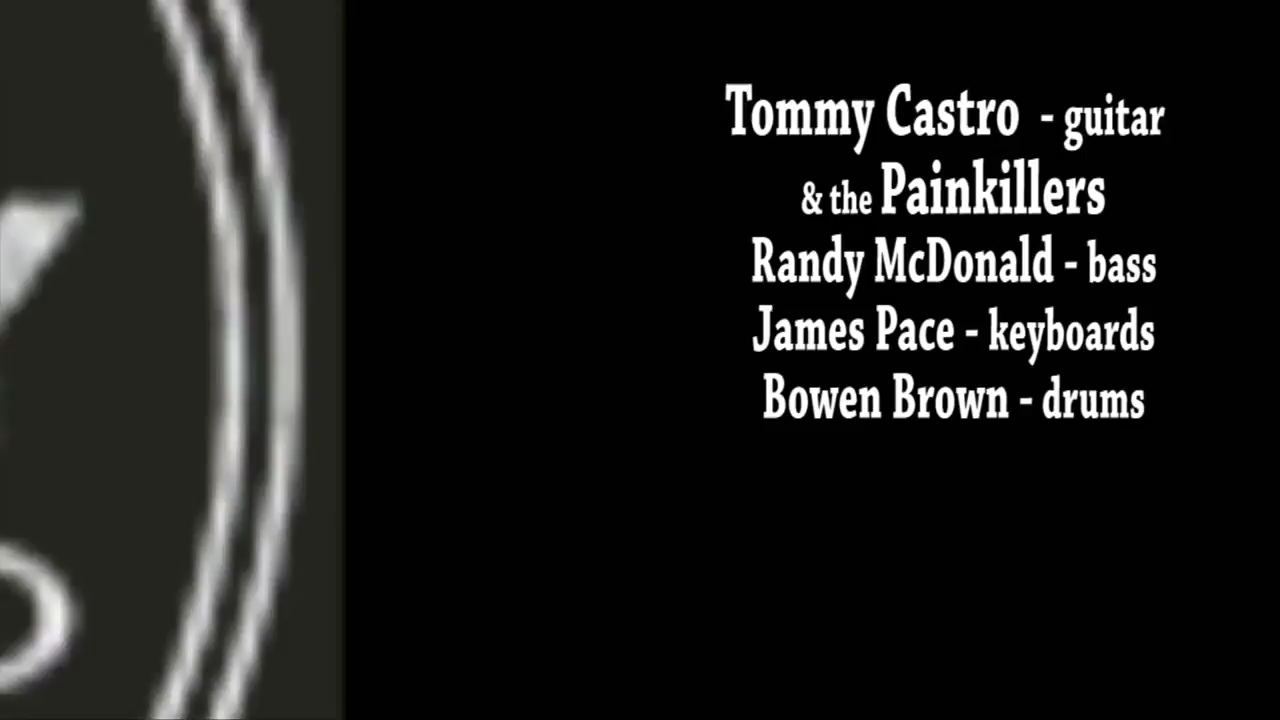 Tommy Castro - guitar
& the Painkillers
Randy McDonald - bass
James Pace - keyboards
Bowen Brown - drums